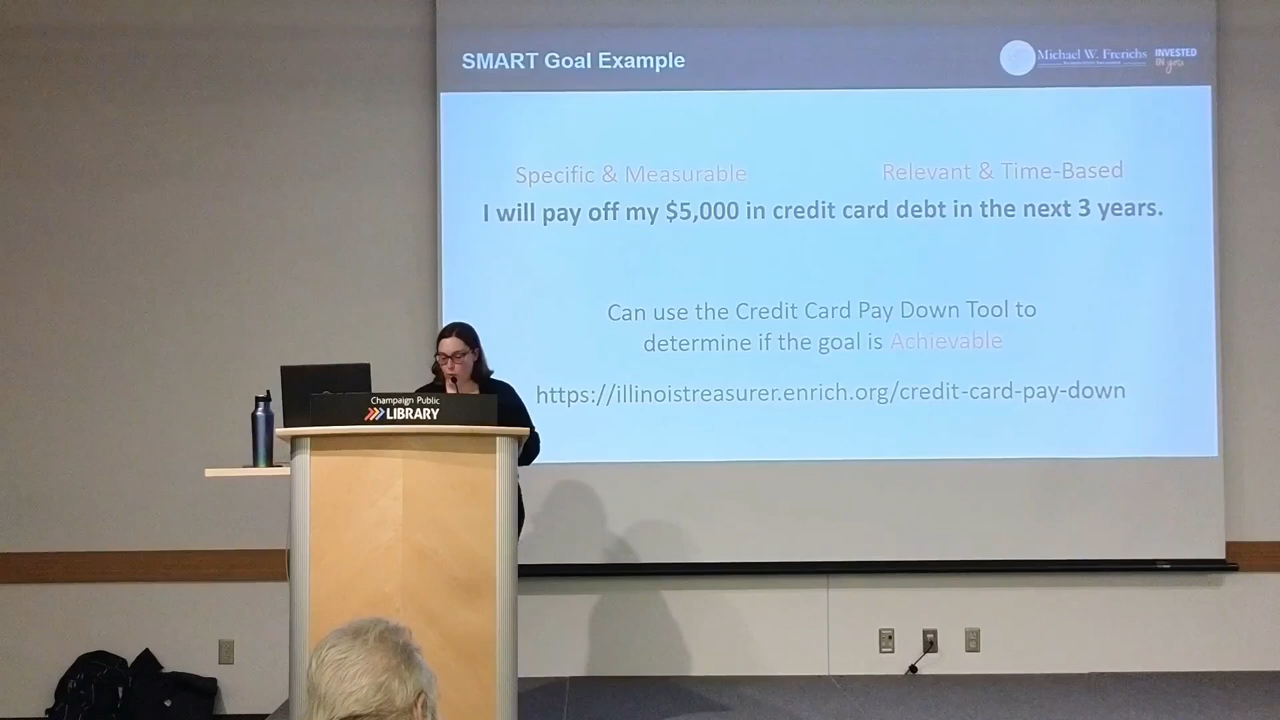 SMART Goal Example
Michael W. Frerichs
INVESTED
IN you
Specific & Measurable
Relevant & Time-Based
I will pay off my $5,000 in credit card debt in the next 3 years.
Can use the Credit Card Pay Down Tool to
determine if the goal is Achievable
https://illinoistreasurer.enrich.org/credit-card-pay-down
Champaign Public
LIBRARY